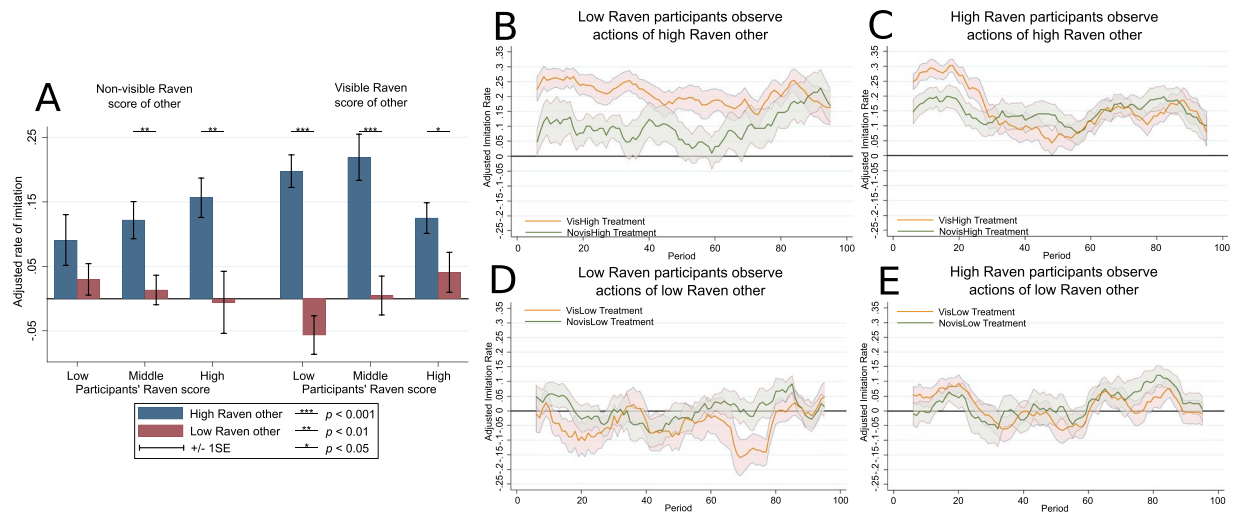 A
Non-visible Raven
score of other
Visible Raven
score of other
**
**
***
***
*
Adjusted rate of imitation
.25
.15
.05
-.05
Low
Middle
High
Low
Middle
High
Participants' Raven score
Participants' Raven score
High Raven other
Low Raven other
+/- 1SE
*** p < 0.001
** p < 0.01
* p < 0.05
B
Low Raven participants observe
actions of high Raven other
Adjusted Imitation Rate
-.25 -.2 -.15 -.1 -.05 0 .05 .1 .15 .2 .25 .3 .35
VisHigh Treatment
NovisHigh Treatment
0 20 40 60 80 100
Period
C
High Raven participants observe
actions of high Raven other
Adjusted Imitation Rate
-.25 -.2 -.15 -.1 -.05 0 .05 .1 .15 .2 .25 .3 .35
VisHigh Treatment
NovisHigh Treatment
0 20 40 60 80 100
Period
D
Low Raven participants observe
actions of low Raven other
Adjusted Imitation Rate
-.25 -.2 -.15 -.1 -.05 0 .05 .1 .15 .2 .25 .3 .35
VisLow Treatment
NovisLow Treatment
0 20 40 60 80 100
Period
E
High Raven participants observe
actions of low Raven other
Adjusted Imitation Rate
-.25 -.2 -.15 -.1 -.05 0 .05 .1 .15 .2 .25 .3 .35
VisLow Treatment
NovisLow Treatment
0 20 40 60 80 100
Period